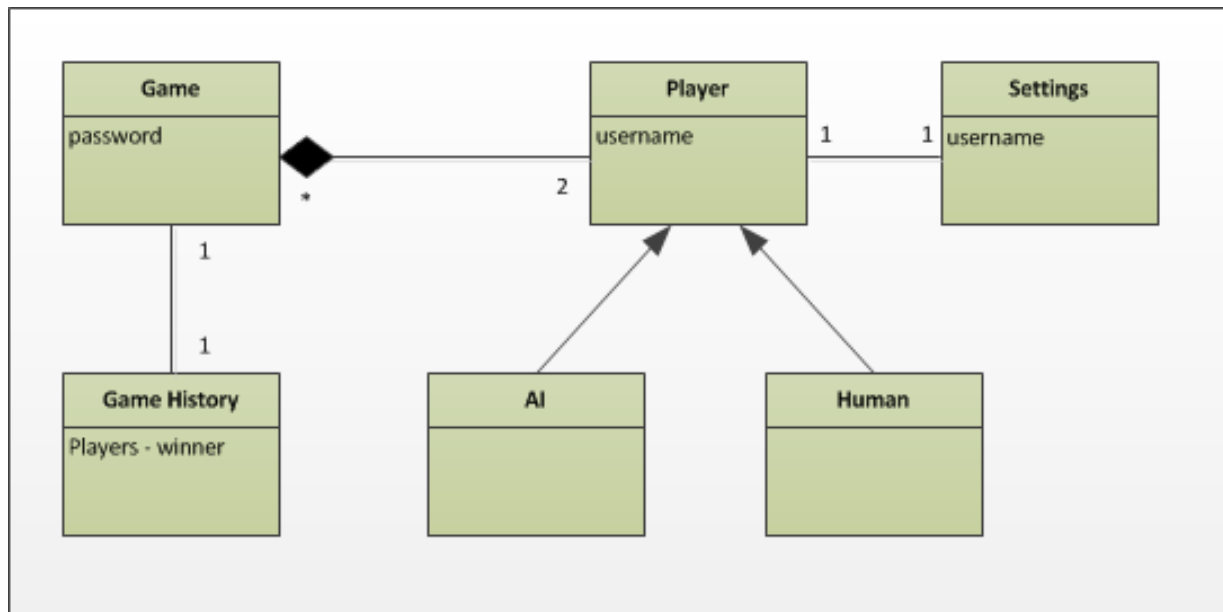 Game
password
*
2
Player
username
1
1
Settings
username
1
1
Game History
Players - winner
AI
Human